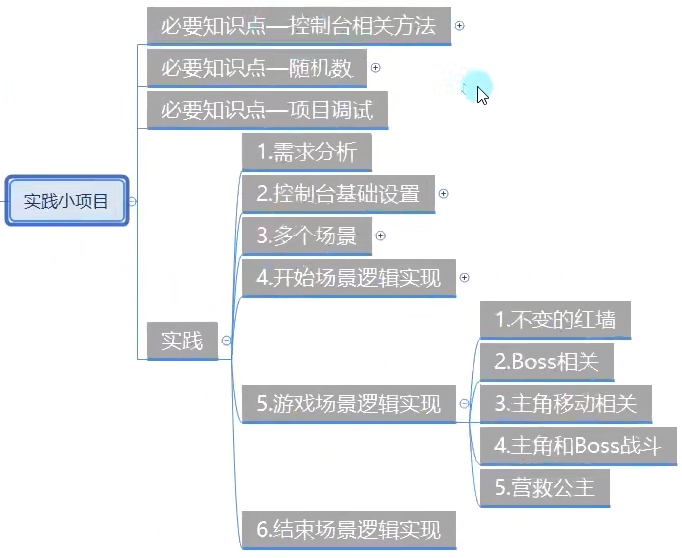 必要知识点—控制台相关方法
必要知识点—随机数
必要知识点—项目调试
1.需求分析
2.控制台基础设置
实践小项目
3.多个场景
4.开始场景逻辑实现
1.不变的红墙
实践
2.Boss相关
5.游戏场景逻辑实现
3.主角移动相关
4.主角和Boss战斗
5.营救公主
6.结束场景逻辑实现